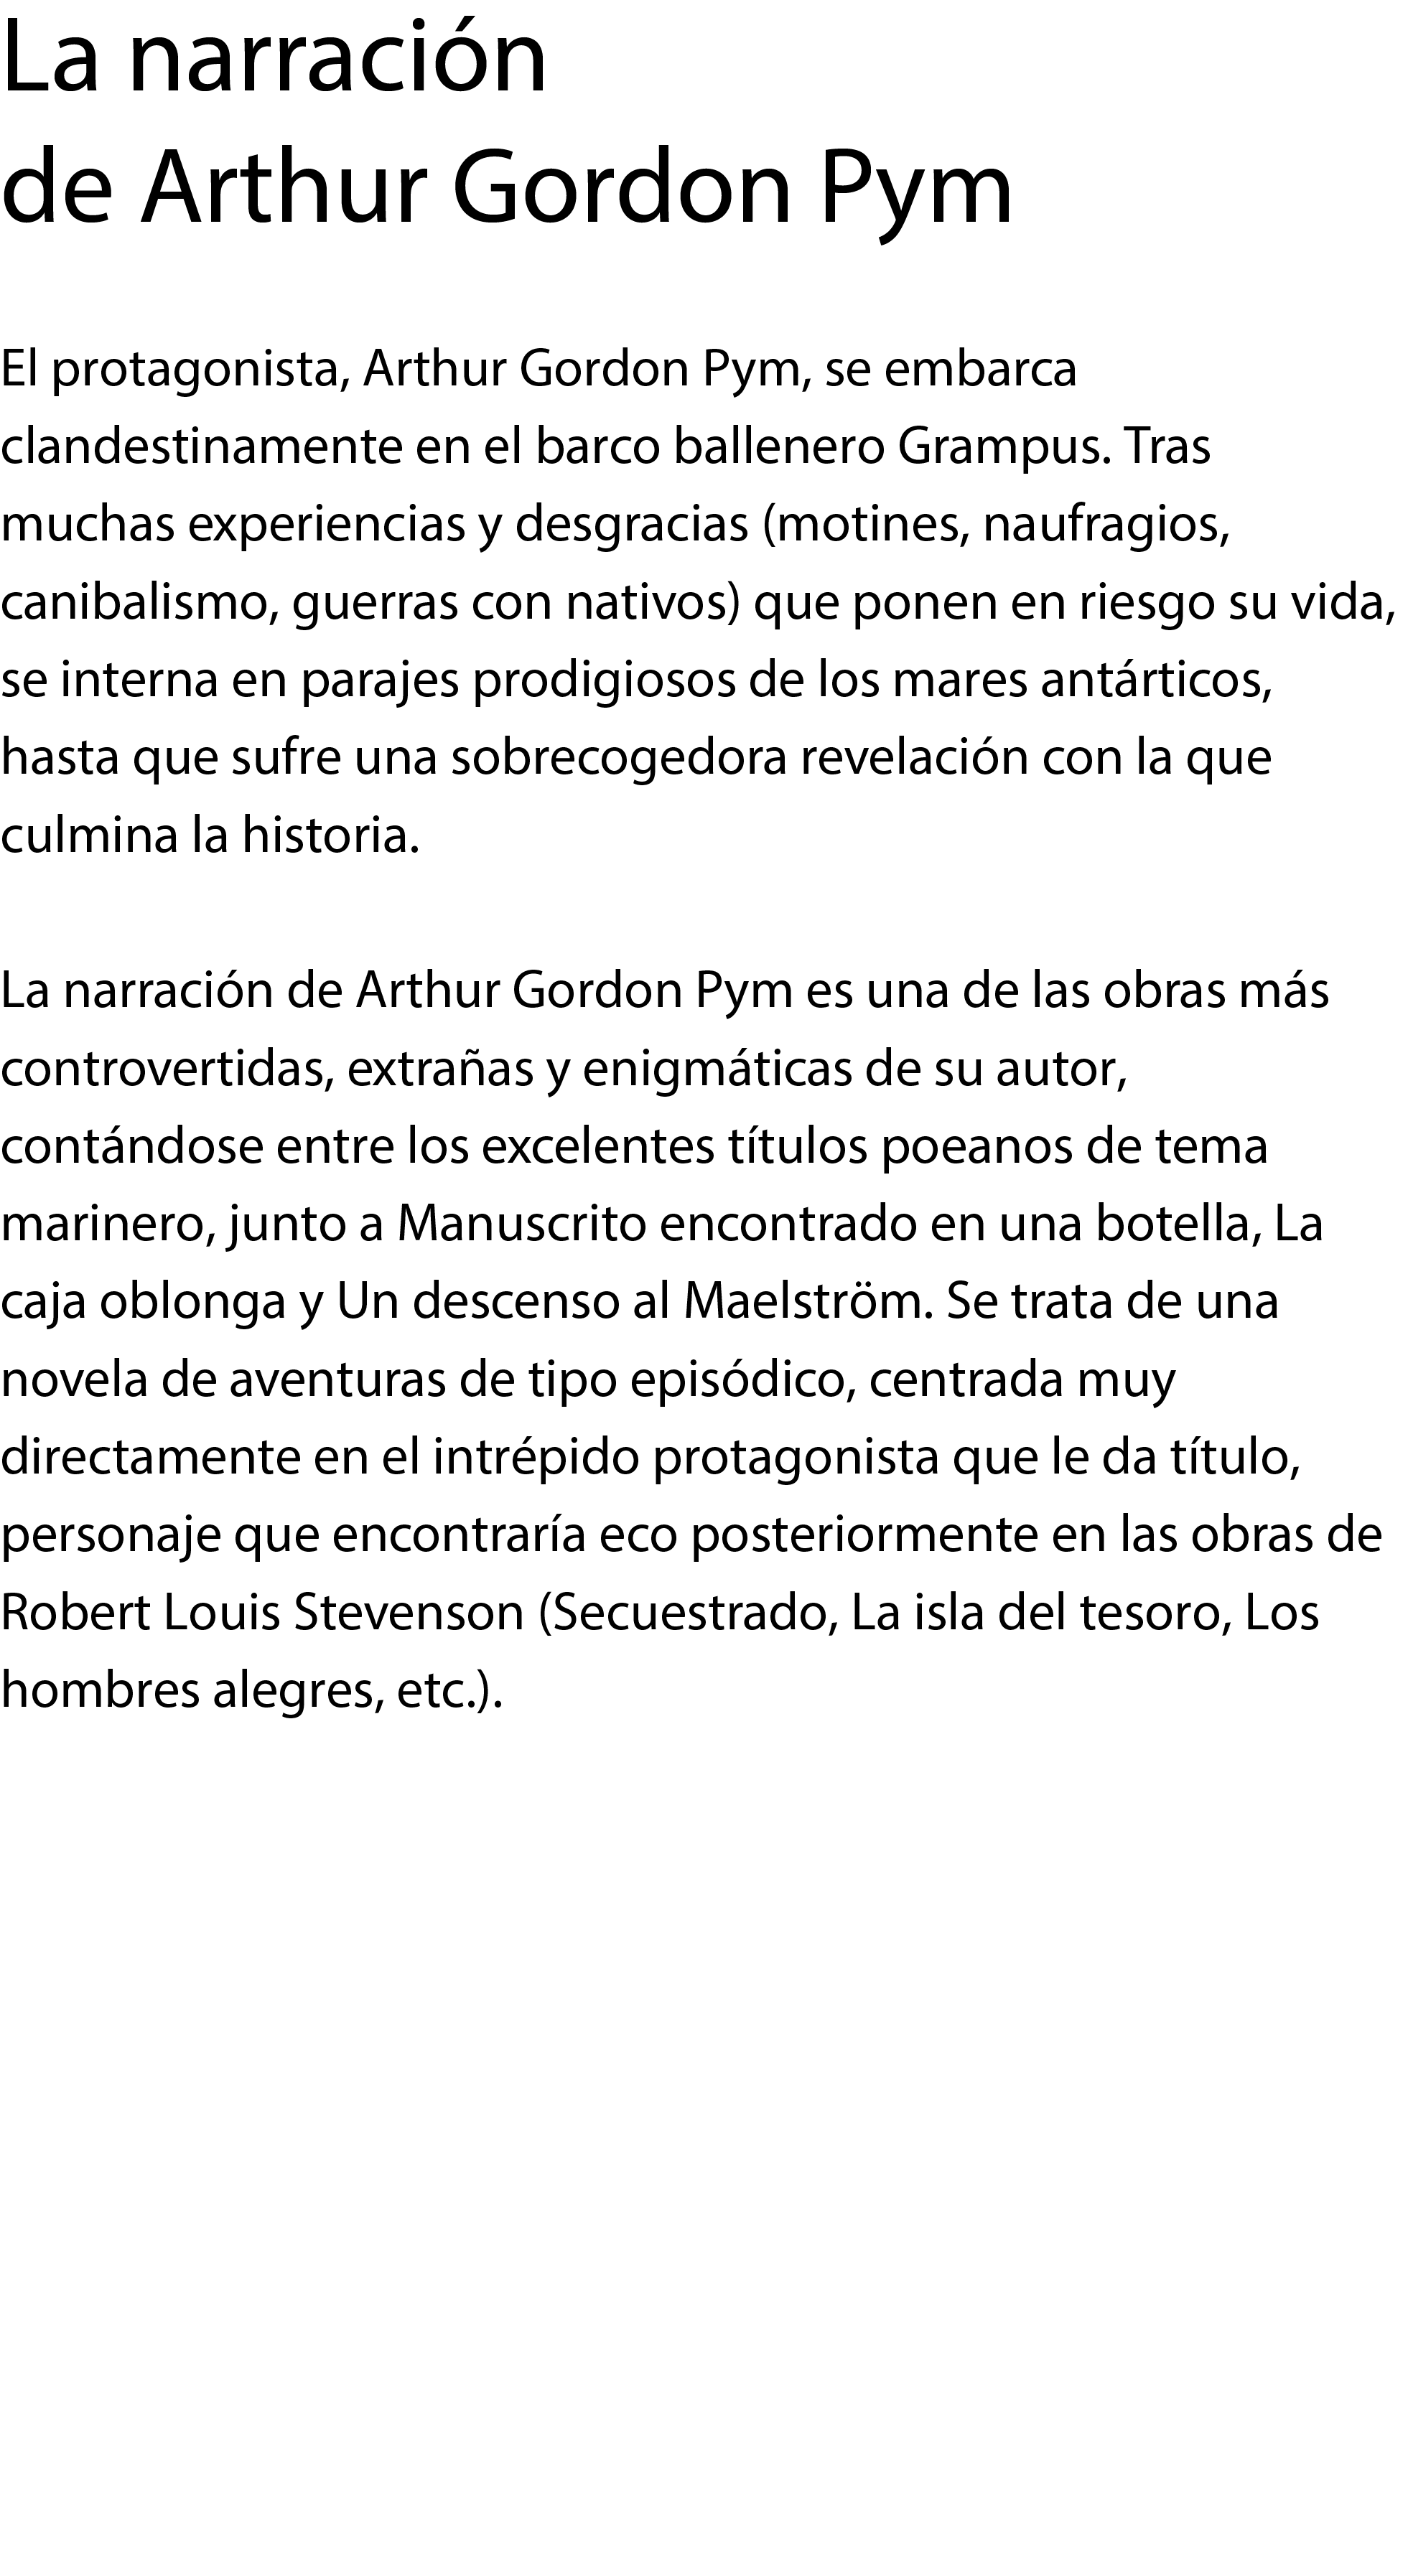 La narración
de Arthur Gordon Pym
El protagonista, Arthur Gordon Pym, se embarca
clandestinamente en el barco ballenero Grampus. Tras
muchas experiencias y desgracias (motines, naufragios,
canibalismo, guerras con nativos) que ponen en riesgo su vida,
se interna en parajes prodigiosos de los mares antárticos,
hasta que sufre una sobrecogedora revelación con la que
culmina la historia.
La narración de Arthur Gordon Pym es una de las obras más
controvertidas, extrañas y enigmáticas de su autor,
contándose entre los excelentes títulos poeanos de tema
marinero, junto a Manuscrito encontrado en una botella, La
caja oblonga y Un descenso al Maelström. Se trata de una
novela de aventuras de tipo episódico, centrada muy
directamente en el intrépido protagonista que le da título,
personaje que encontraría eco posteriormente en las obras de
Robert Louis Stevenson (Secuestrado, La isla del tesoro, Los
hombres alegres, etc.).